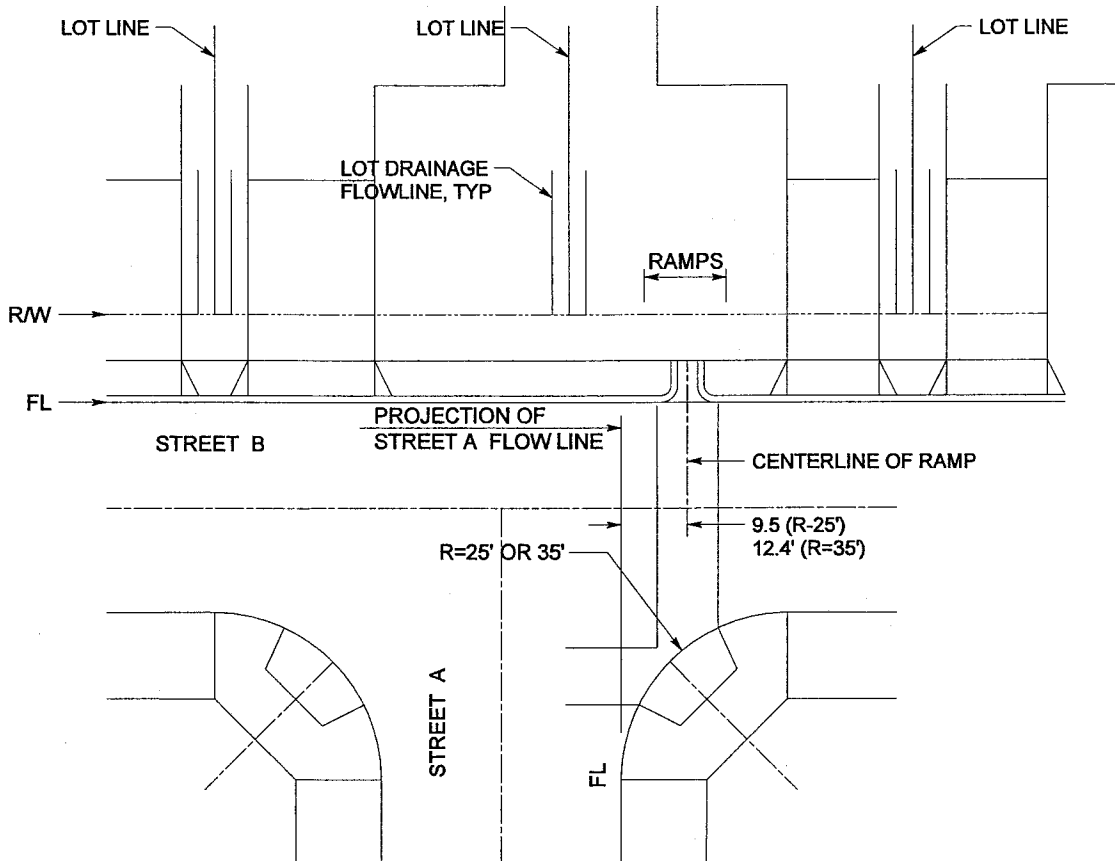 LOT LINE
LOT LINE
LOT LINE
LOT DRAINAGE
FLOWLINE, TYP
RAMPS
R/W
FL
PROJECTION OF
STREET A FLOW LINE
STREET B
CENTERLINE OF RAMP
9.5 (R-25')
12.4' (R=35')
R=25' OR 35'
STREET A
FL